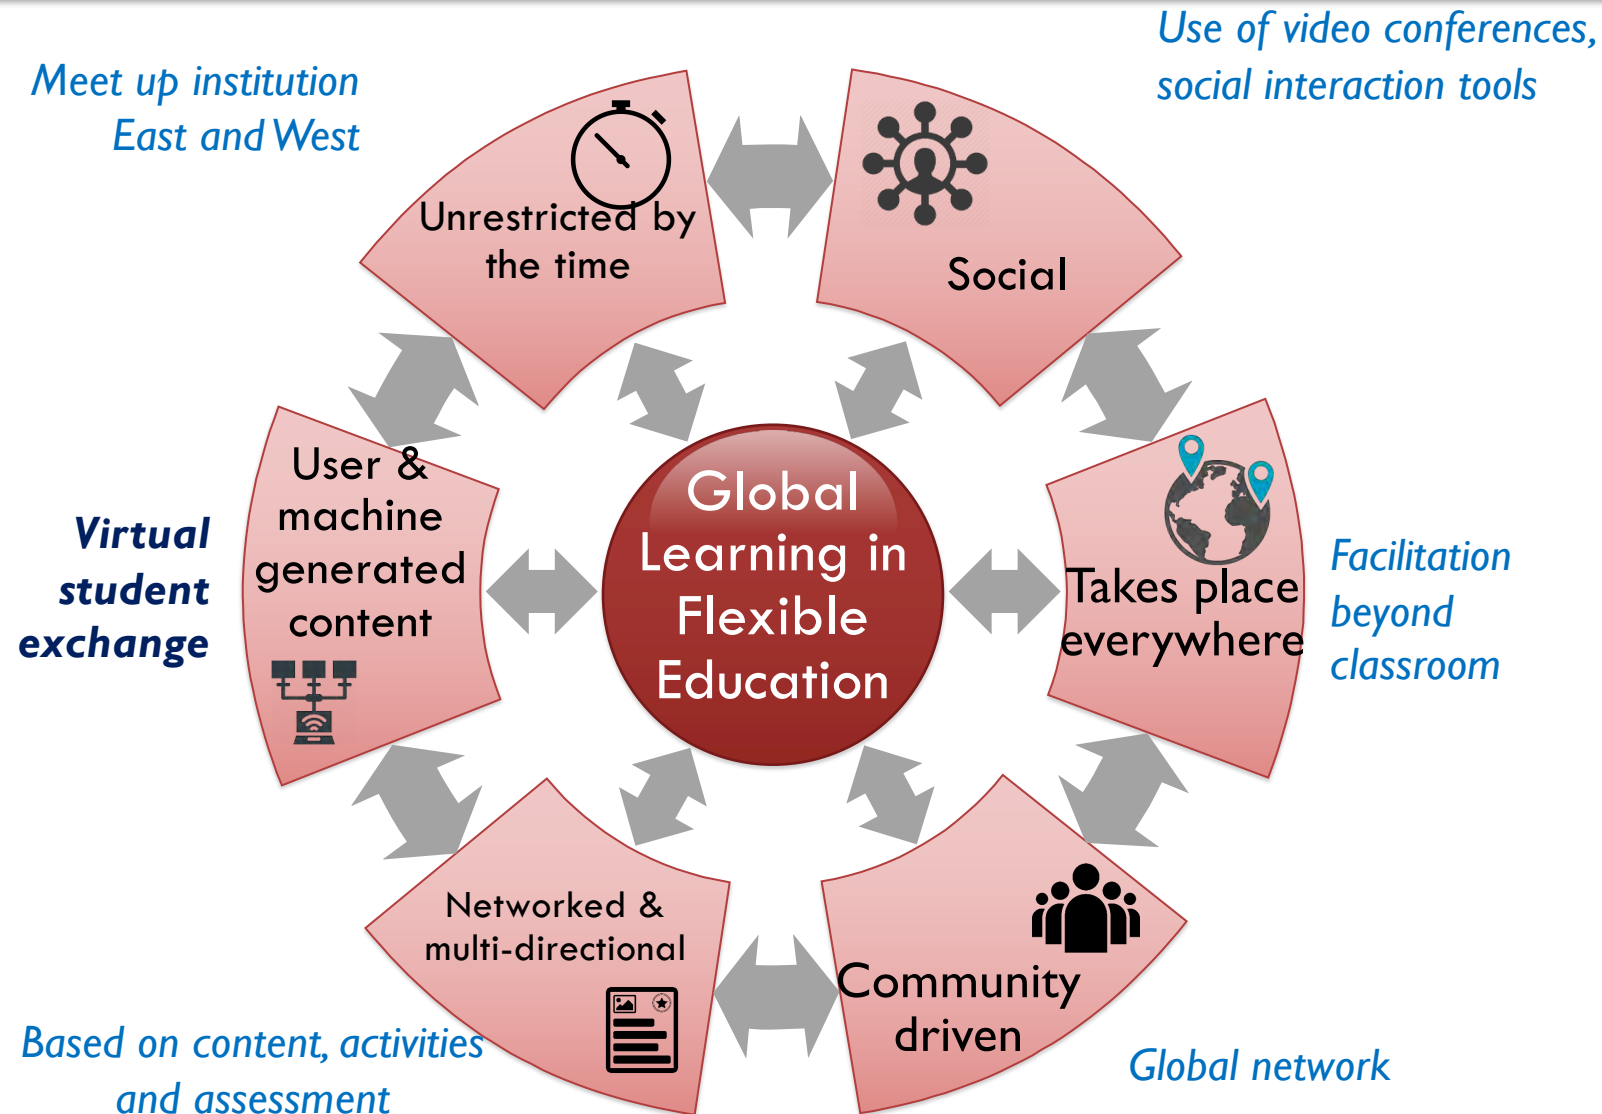 Use of video conferences,
social interaction tools
Meet up institution
East and West
Unrestricted by
the time
Social
User &
machine
generated
content
Global
Learning in
Flexible
Education
Takes place
everywhere
Virtual
student
exchange
Facilitation
beyond
classroom
Networked &
multi-directional
Community
driven
Based on content, activities
and assessment
Global network